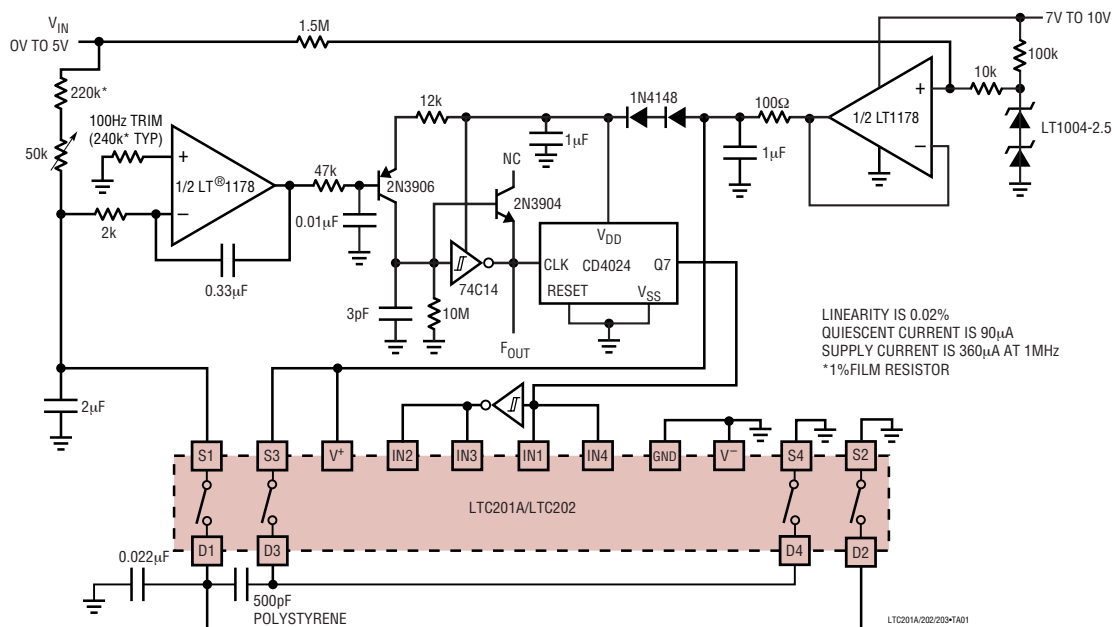 V_IN
0V TO 5V
1.5M
7V TO 10V
100k
10k
LT1004-2.5
220k*
50k
100Hz TRIM
(240k* TYP)
+
1/2 LT®1178
−
2k
0.33µF
47k
0.01µF
12k
2N3906
1µF
1N4148
100Ω
1µF
+
1/2 LT1178
−
NC
2N3904
74C14
3pF
10M
F_OUT
V_DD
CLK
CD4024
Q7
RESET
V_SS
LINEARITY IS 0.02%
QUIESCENT CURRENT IS 90µA
SUPPLY CURRENT IS 360µA AT 1MHz
*1%FILM RESISTOR
2µF
S1
S3
V+
IN2
IN3
IN1
IN4
GND
V−
S4
S2
LTC201A/LTC202
D1
D3
D4
D2
0.022µF
500pF
POLYSTYRENE
LTC201A/202/203•TA01